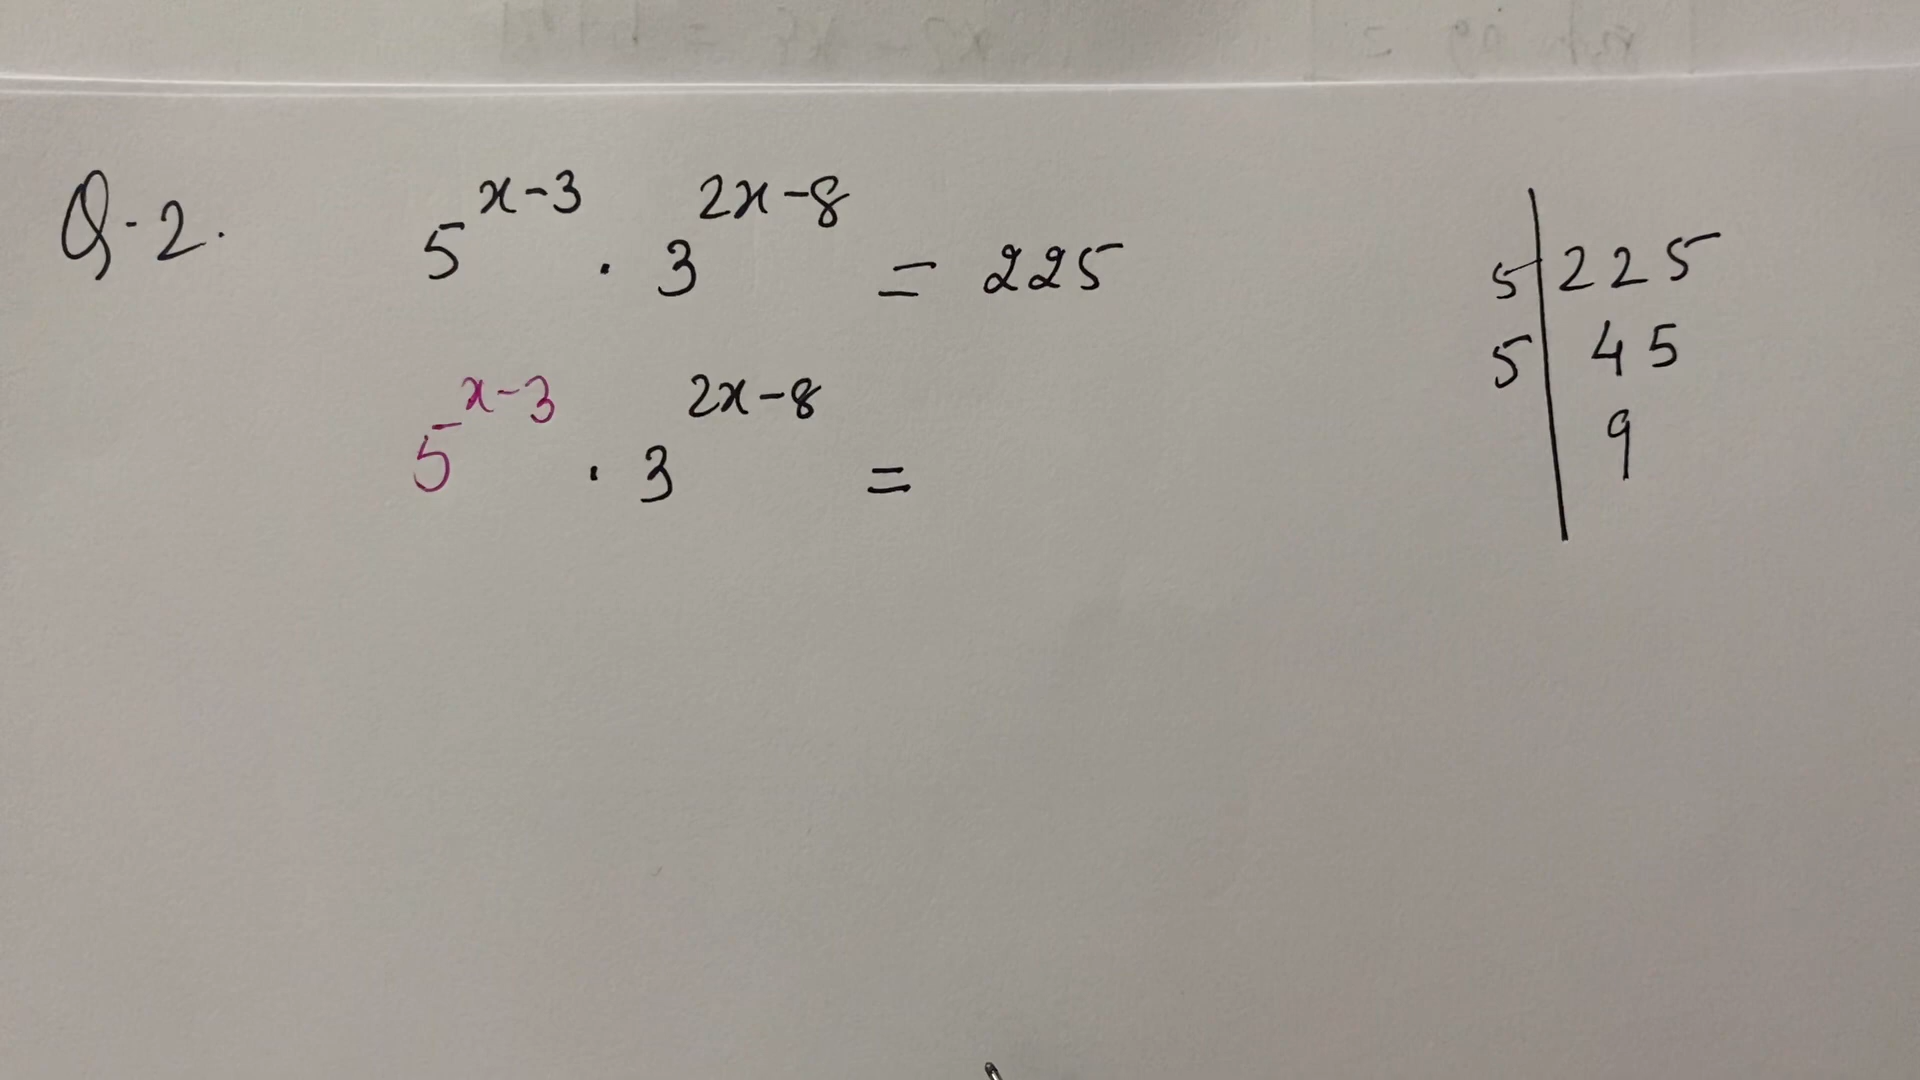 Q-2. 5^{x-3} · 3^{2x-8} = 225
5^{x-3} · 3^{2x-8} =
5 | 225
5 | 45
9